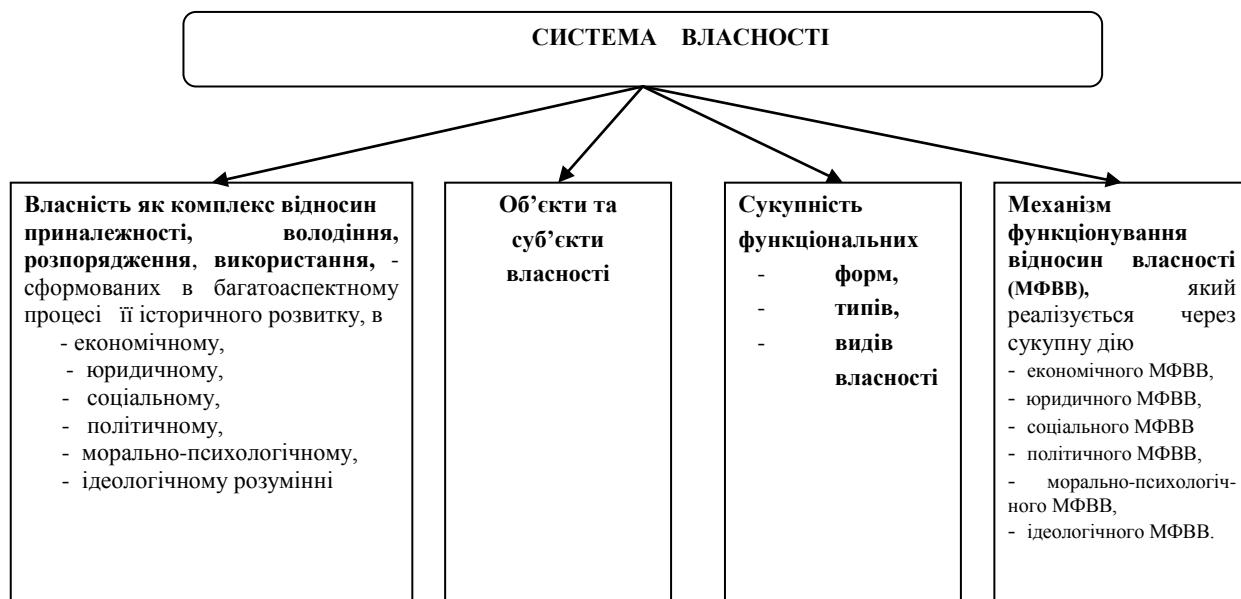 СИСТЕМА ВЛАСНОСТІ
Власність як комплекс відносин
приналежності, володіння,
розпорядження, використання, -
сформованих в багатоаспектному
процесі її історичного розвитку, в
- економічному,
- юридичному,
- соціальному,
- політичному,
- морально-психологічному,
- ідеологічному розумінні
Об’єкти та
суб’єкти
власності
Сукупність
функціональних
- форм,
- типів,
- видів
власності
Механізм
функціонування
відносин власності
(МФВВ), який
реалізується через
сукупну дію
- економічного МФВВ,
- юридичного МФВВ,
- соціального МФВВ
- політичного МФВВ,
- морально-психологіч-
ного МФВВ,
- ідеологічного МФВВ.